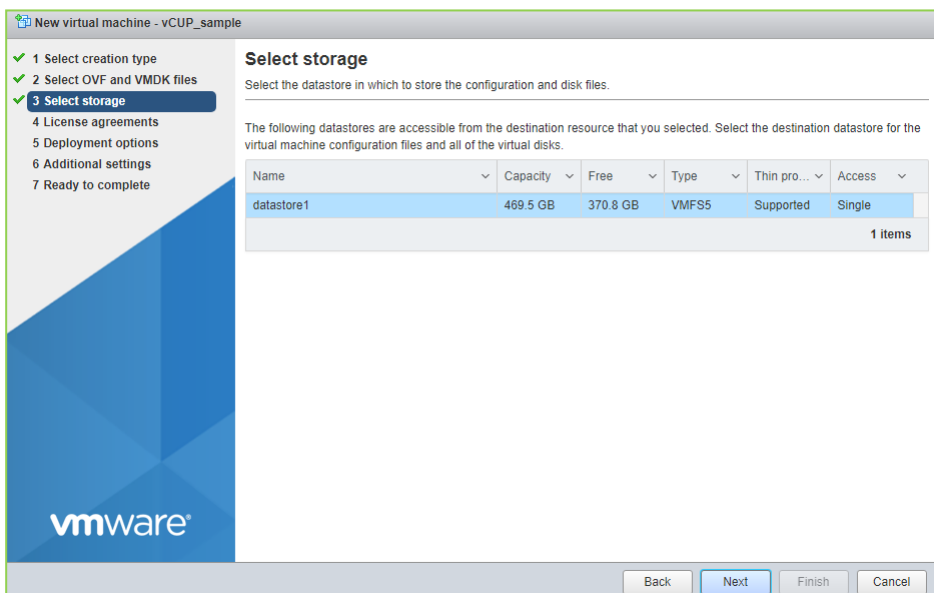 New virtual machine - vCUP_sample
1 Select creation type
2 Select OVF and VMDK files
3 Select storage
4 License agreements
5 Deployment options
6 Additional settings
7 Ready to complete
vmware®
Select storage
Select the datastore in which to store the configuration and disk files.
The following datastores are accessible from the destination resource that you selected. Select the destination datastore for the
virtual machine configuration files and all of the virtual disks.
Name Capacity Free Type Thin pro... Access
datastore1 469.5 GB 370.8 GB VMFS5 Supported Single
1 items
Back Next Finish Cancel